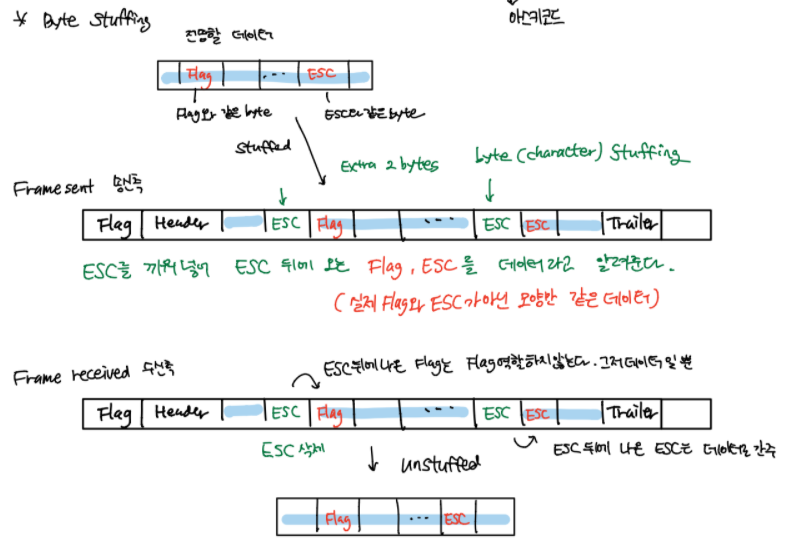 아스키코드
* Byte Stuffing
전달할 데이터
Flag ... ESC
Flag와 같은 byte ESC와 같은 byte
Stuffed
Extra 2 bytes byte (character) Stuffing
Frame sent 송신측
Flag Header ESC Flag ... ESC ESC Trailer
ESC를 끼워넣어 ESC 뒤에 오는 Flag, ESC를 데이터라고 알려준다.
(실제 Flag와 ESC가 아닌 모양만 같은 데이터)
ESC뒤에 나온 Flag는 Flag역할하지않는다. 그저 데이터일 뿐
Frame received 수신측
Flag Header ESC Flag ... ESC ESC Trailer
ESC 삭제 ESC뒤에 나온 ESC는 데이터로 간주
unstuffed
Flag ... ESC